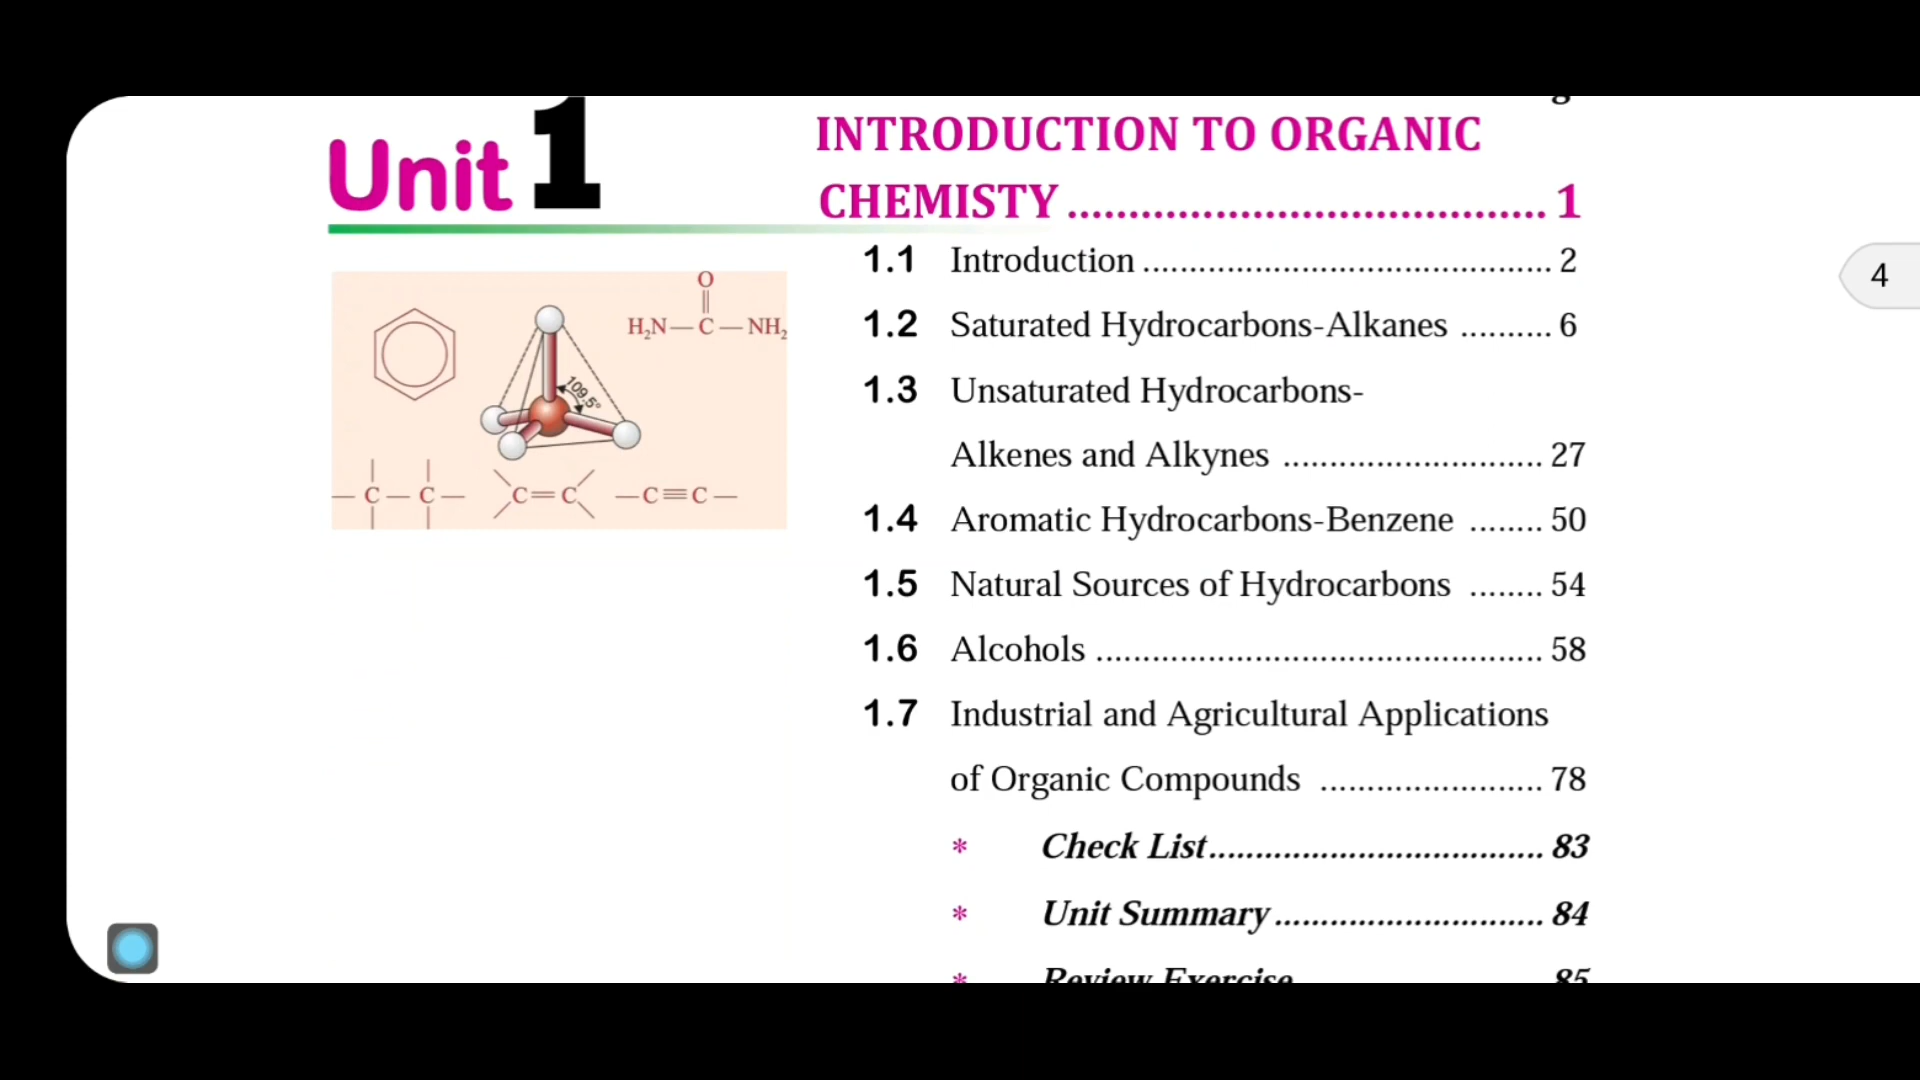 Unit 1
INTRODUCTION TO ORGANIC
CHEMISTY ....................................... 1
1.1 Introduction ............................................ 2
1.2 Saturated Hydrocarbons-Alkanes .......... 6
1.3 Unsaturated Hydrocarbons-
Alkenes and Alkynes ............................ 27
1.4 Aromatic Hydrocarbons-Benzene ........ 50
1.5 Natural Sources of Hydrocarbons ........ 54
1.6 Alcohols ................................................ 58
1.7 Industrial and Agricultural Applications
of Organic Compounds ........................ 78
* Check List.................................... 83
* Unit Summary ............................. 84
* Review Exercise 85
O
H₂N—C—NH₂
109.5°
—C—C—
C=C
—C≡C—
4